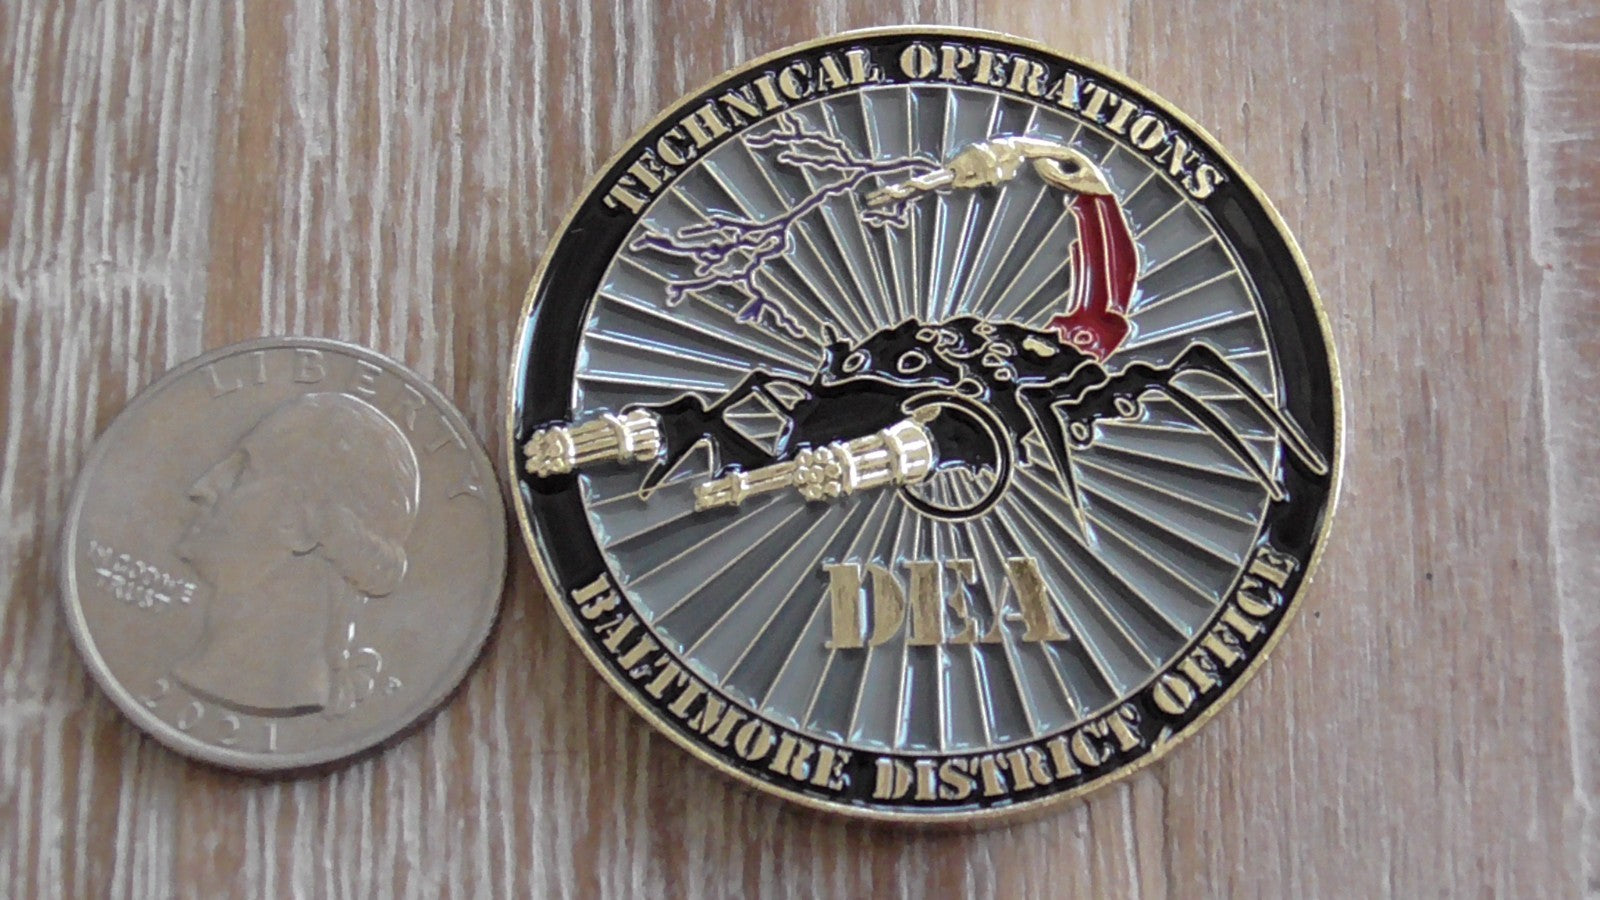 LIBERTY
IN GOD WE
TRUST
2021
TECHNICAL OPERATIONS
DEA
BALTIMORE DISTRICT OFFICE